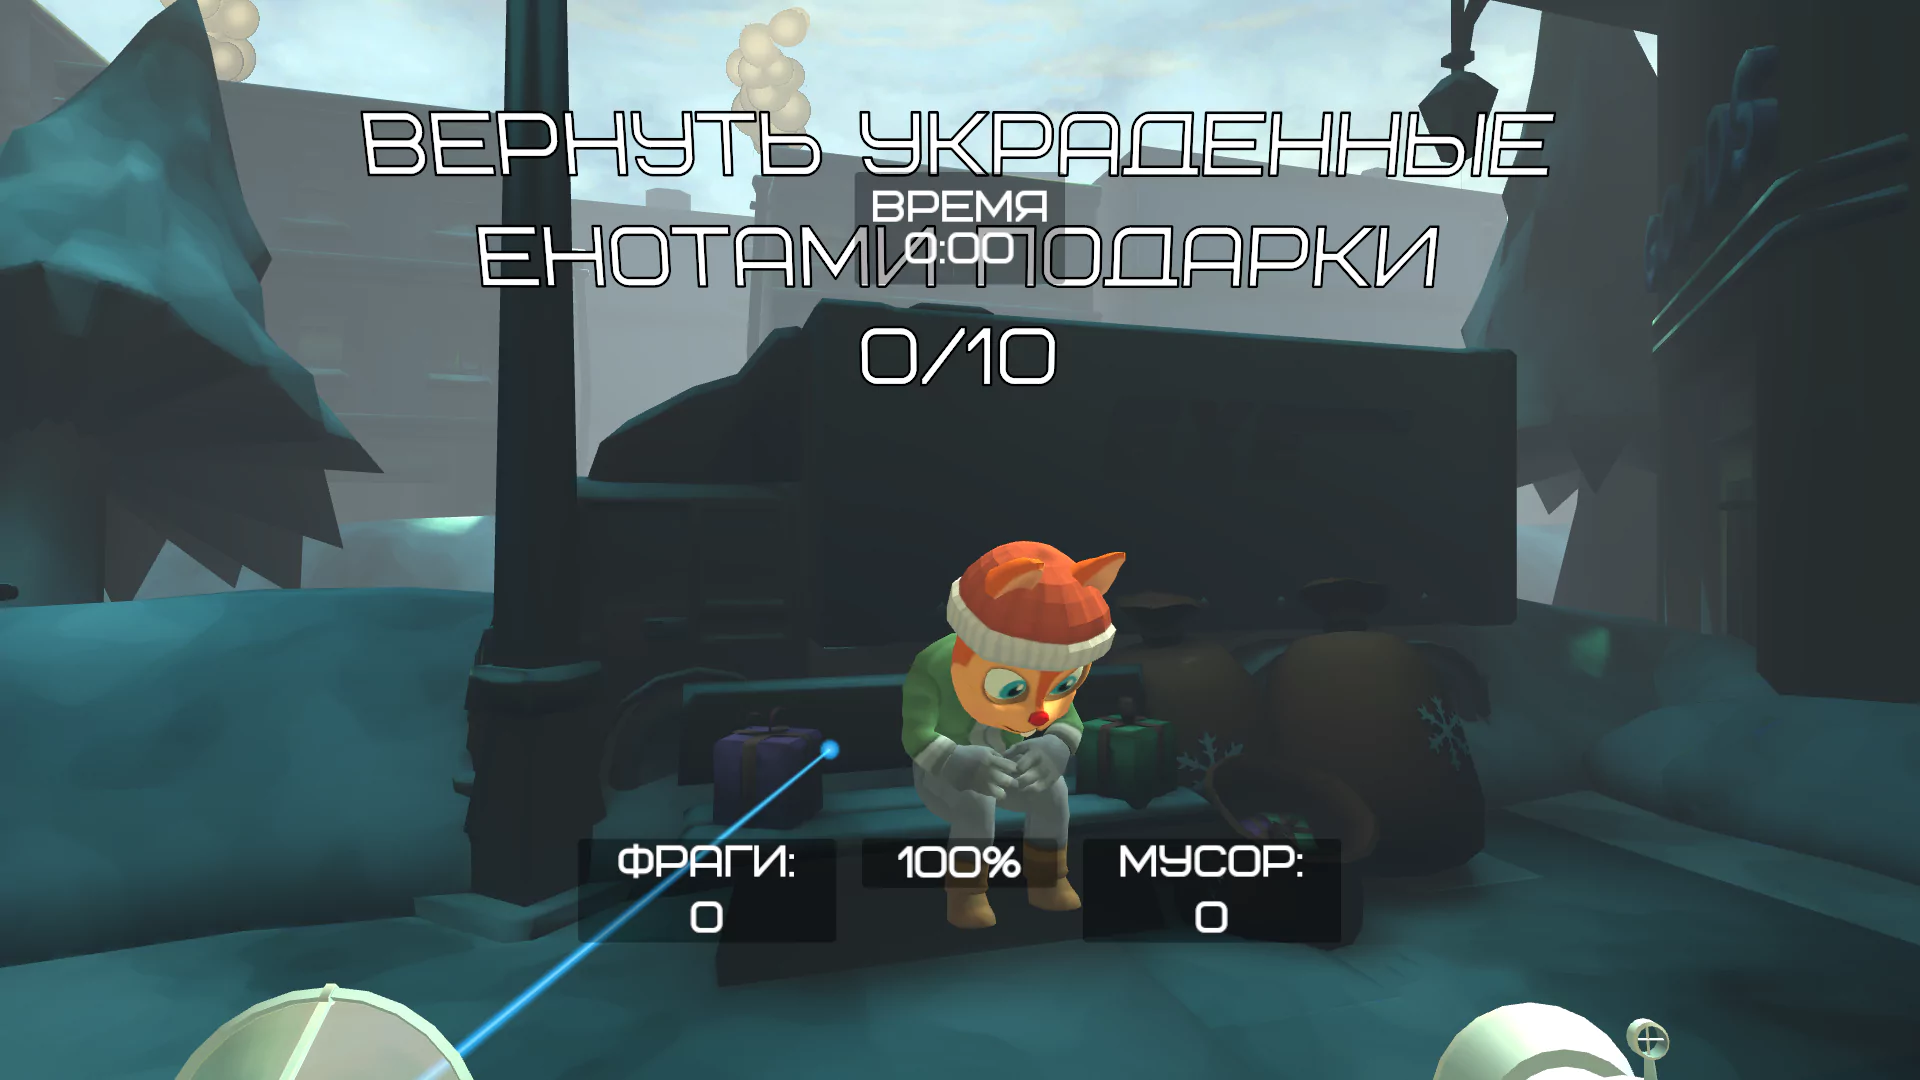 ВЕРНУТЬ УКРАДЕННЫЕ
ВРЕМЯ
0:00
ЕНОТАМИ ПОДАРКИ
0/10
ФРАГИ:
0
100%
МУСОР:
0